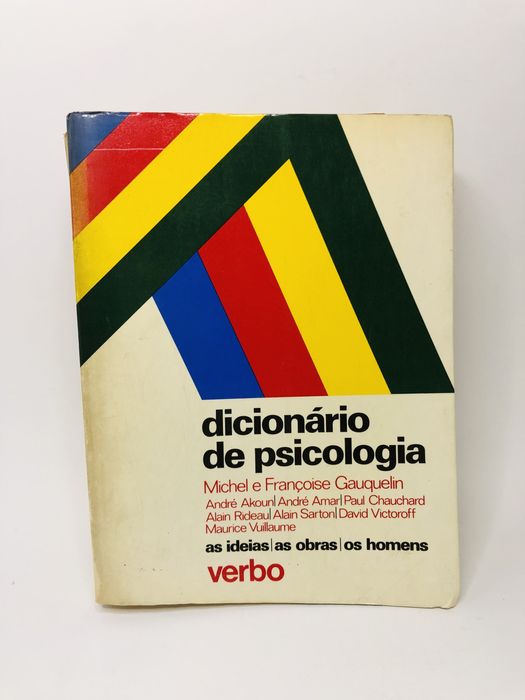 dicionário
de psicologia
Michel e Françoise Gauquelin
André Akoun|André Amar|Paul Chauchard
Alain Rideau|Alain Sarton|David Victoroff
Maurice Vuillaume
as ideias|as obras|os homens
verbo